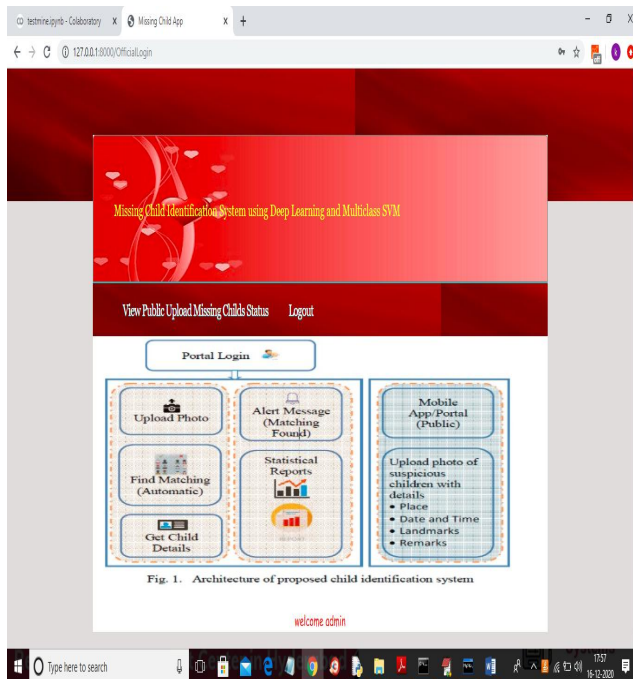 testmine.ipynb - Colaboratory
Missing Child App
127.0.0.1:8000/OfficialLogin
Missing Child Identification System using Deep Learning and Multiclass SVM
View Public Upload Missing Childs Status
Logout
Portal Login
Upload Photo
Find Matching
(Automatic)
Get Child
Details
Alert Message
(Matching
Found)
Statistical
Reports
Mobile
App/Portal
(Public)
Upload photo of
suspicious
children with
details
• Place
• Date and Time
• Landmarks
• Remarks
Fig. 1. Architecture of proposed child identification system
welcome admin
Type here to search
17:57
16-12-2020